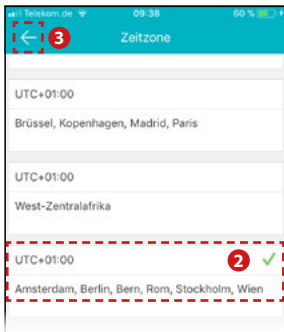 Telekom.de 09:38 60 %
3 Zeitzone
UTC+01:00
Brüssel, Kopenhagen, Madrid, Paris
UTC+01:00
West-Zentralafrika
UTC+01:00 2
Amsterdam, Berlin, Bern, Rom, Stockholm, Wien